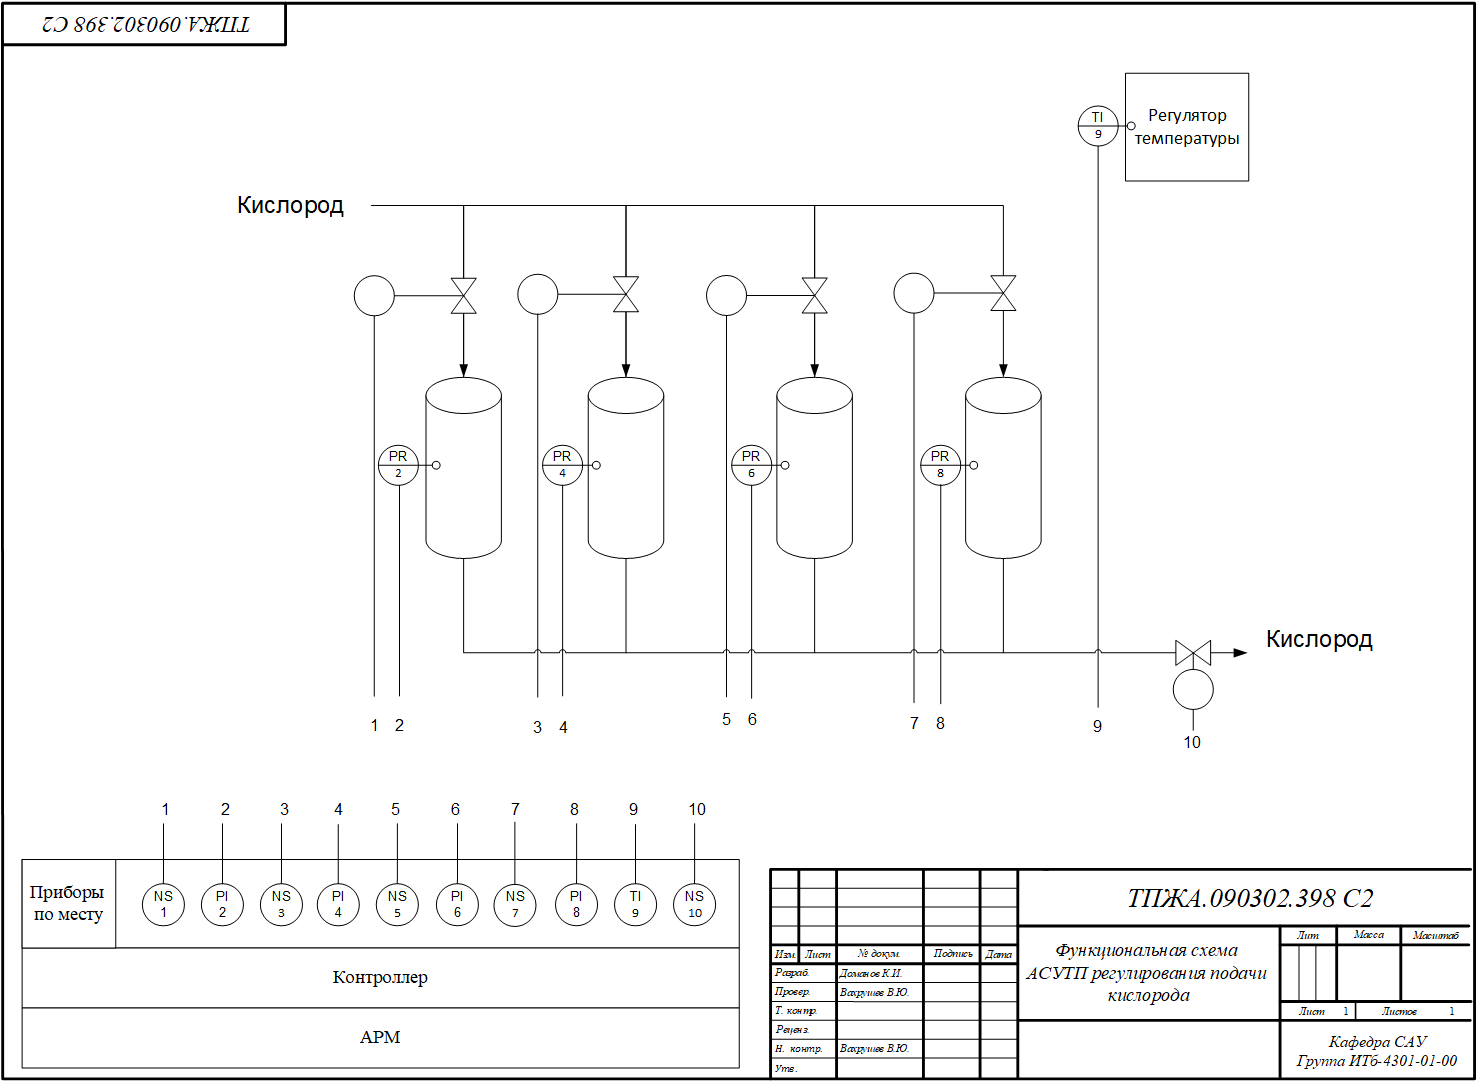 ТПЖА.090302.398 С2
TI
9
Регулятор
температуры
Кислород
PR
2
PR
4
PR
6
PR
8
Кислород
1 2 3 4 5 6 7 8 9 10
1 2 3 4 5 6 7 8 9 10
Приборы
по месту
NS
1
PI
2
NS
3
PI
4
NS
5
PI
6
NS
7
PI
8
TI
9
NS
10
Контроллер
АРМ
ТПЖА.090302.398 С2
Функциональная схема
АСУТП регулирования подачи
кислорода
Лит Масса Масштаб
Лист 1 Листов 1
Изм. Лист № докум. Подпись Дата
Разраб. Доманов К.И.
Провер. Вахрушев В.Ю.
Т. контр.
Реценз.
Н. контр. Вахрушев В.Ю.
Утв.
Кафедра САУ
Группа ИТб-4301-01-00